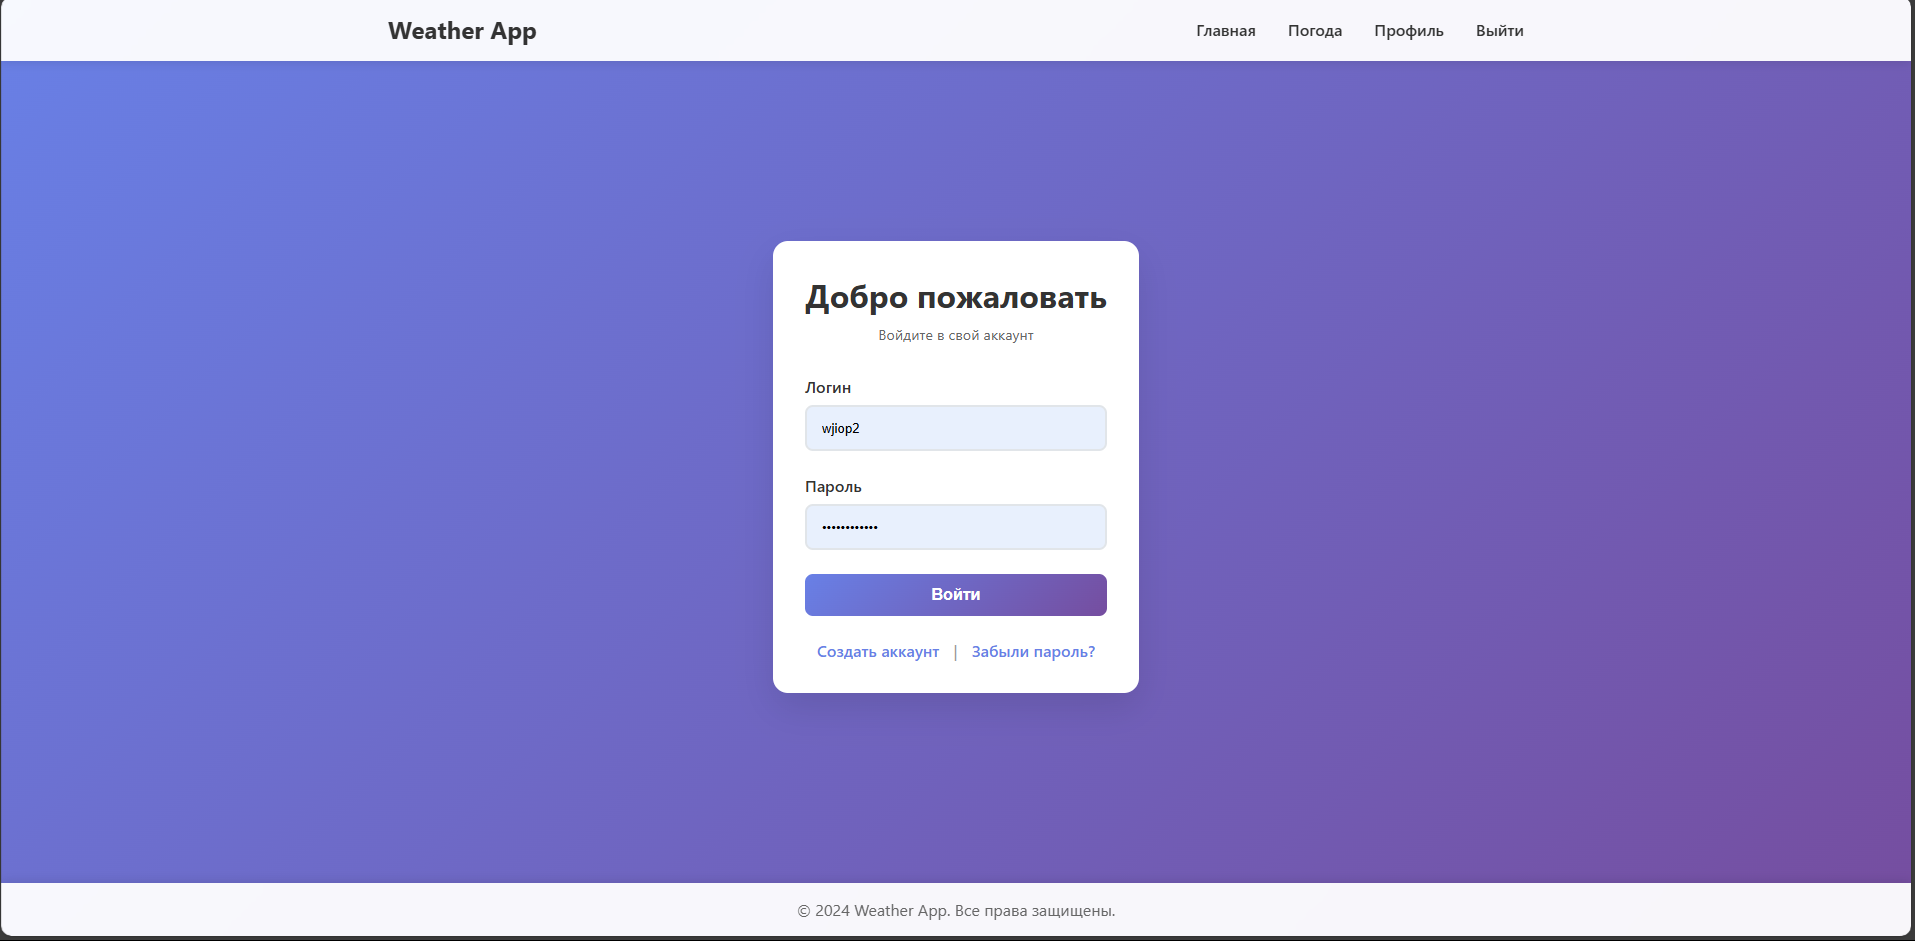 Weather App
Главная Погода Профиль Выйти
Добро пожаловать
Войдите в свой аккаунт
Логин
wjiop2
Пароль
••••••••••••
Войти
Создать аккаунт | Забыли пароль?
© 2024 Weather App. Все права защищены.